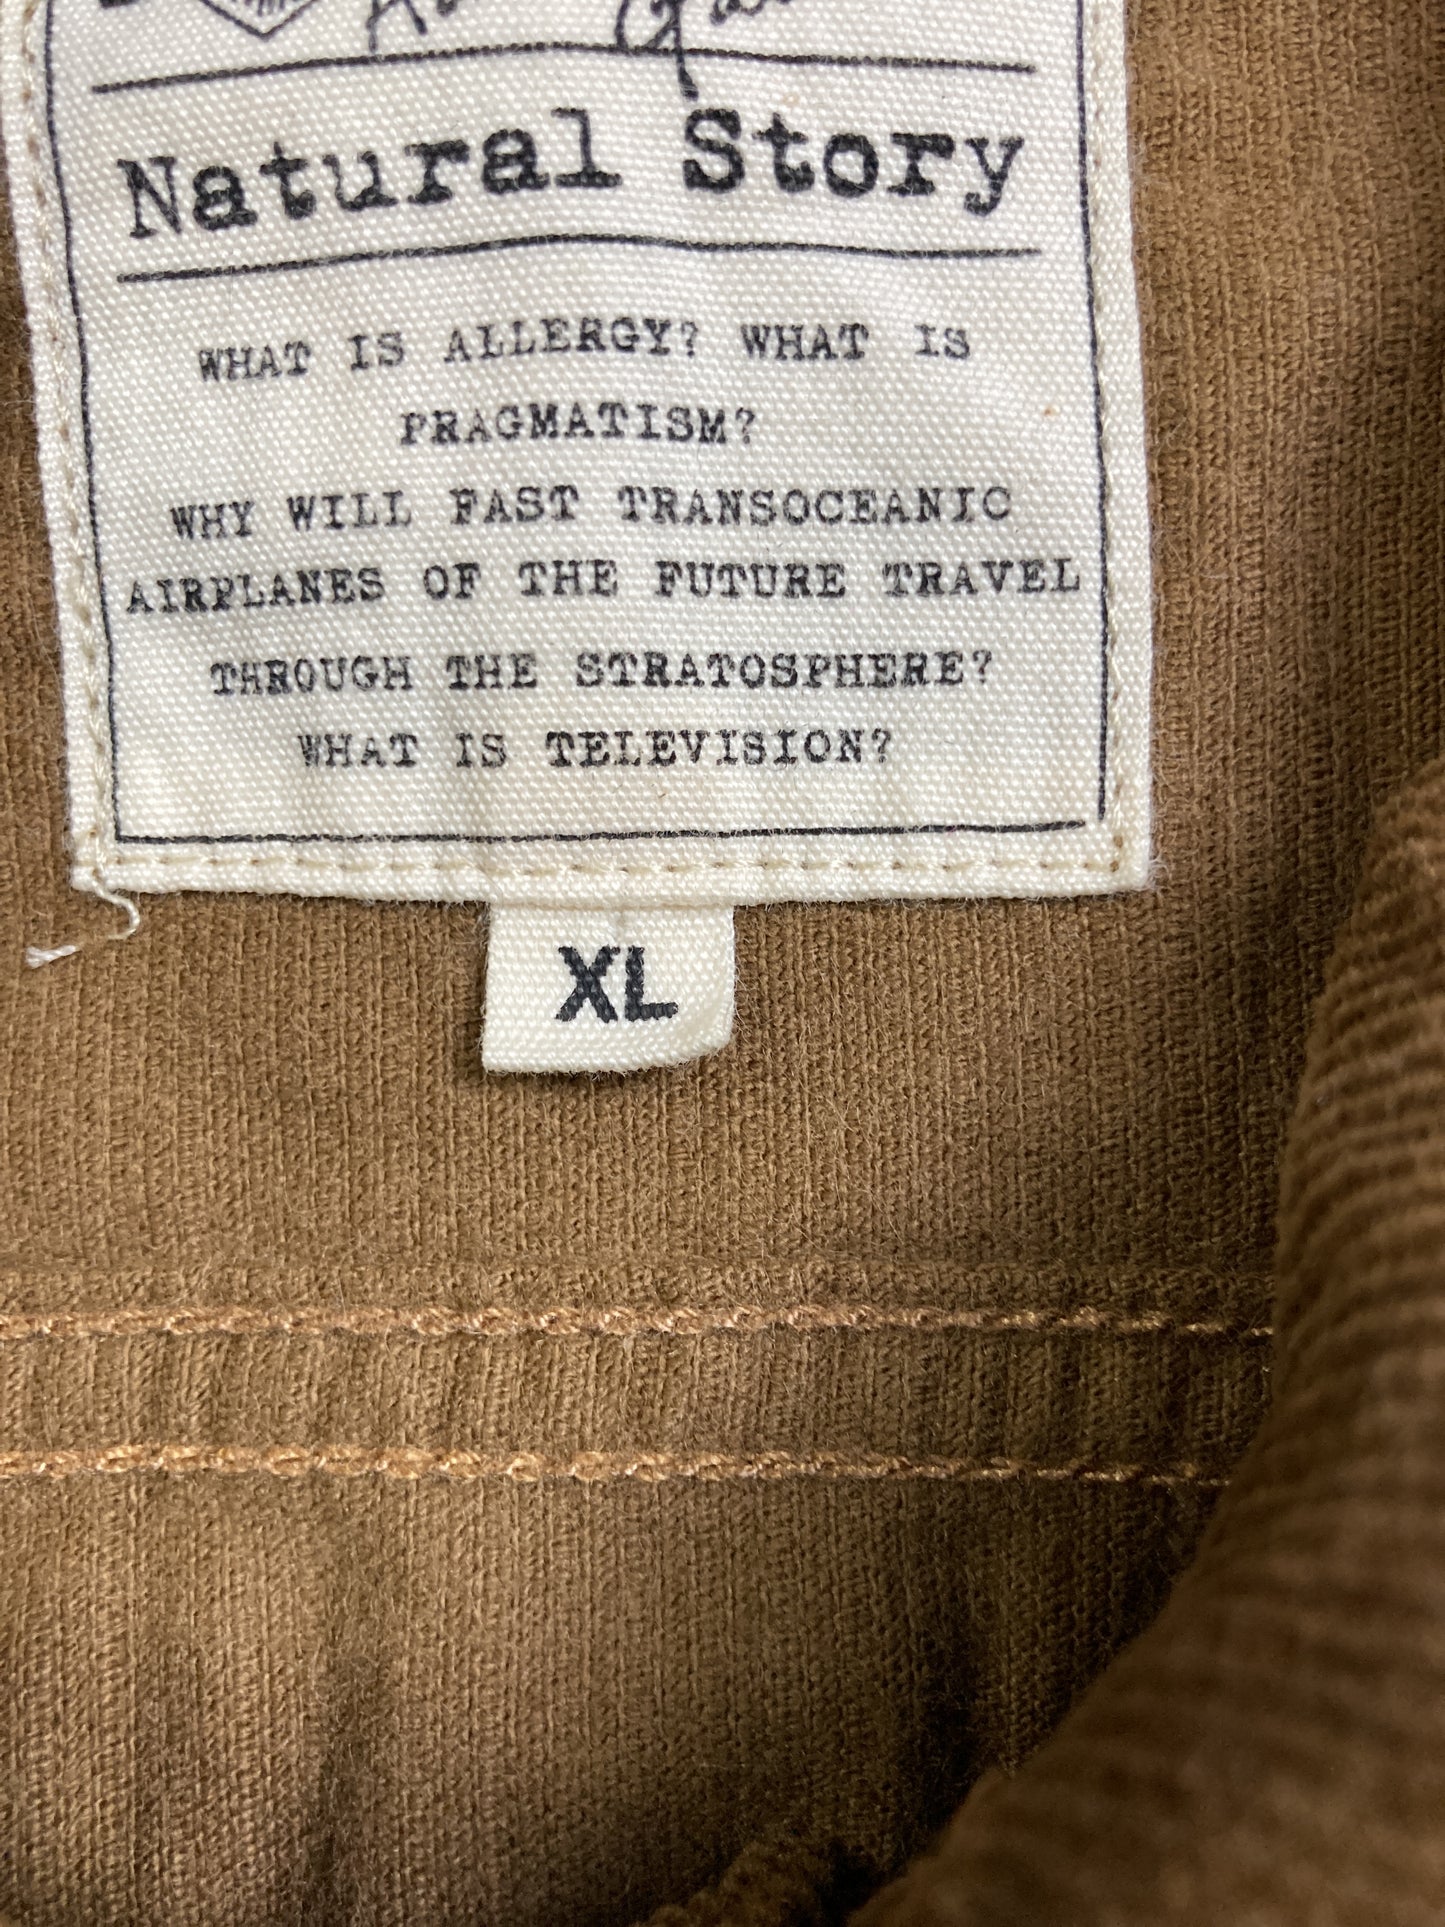 Natural Story
WHAT IS ALLERGY? WHAT IS
PRAGMATISM?
WHY WILL FAST TRANSOCEANIC
AIRPLANES OF THE FUTURE TRAVEL
THROUGH THE STRATOSPHERE?
WHAT IS TELEVISION?
XL